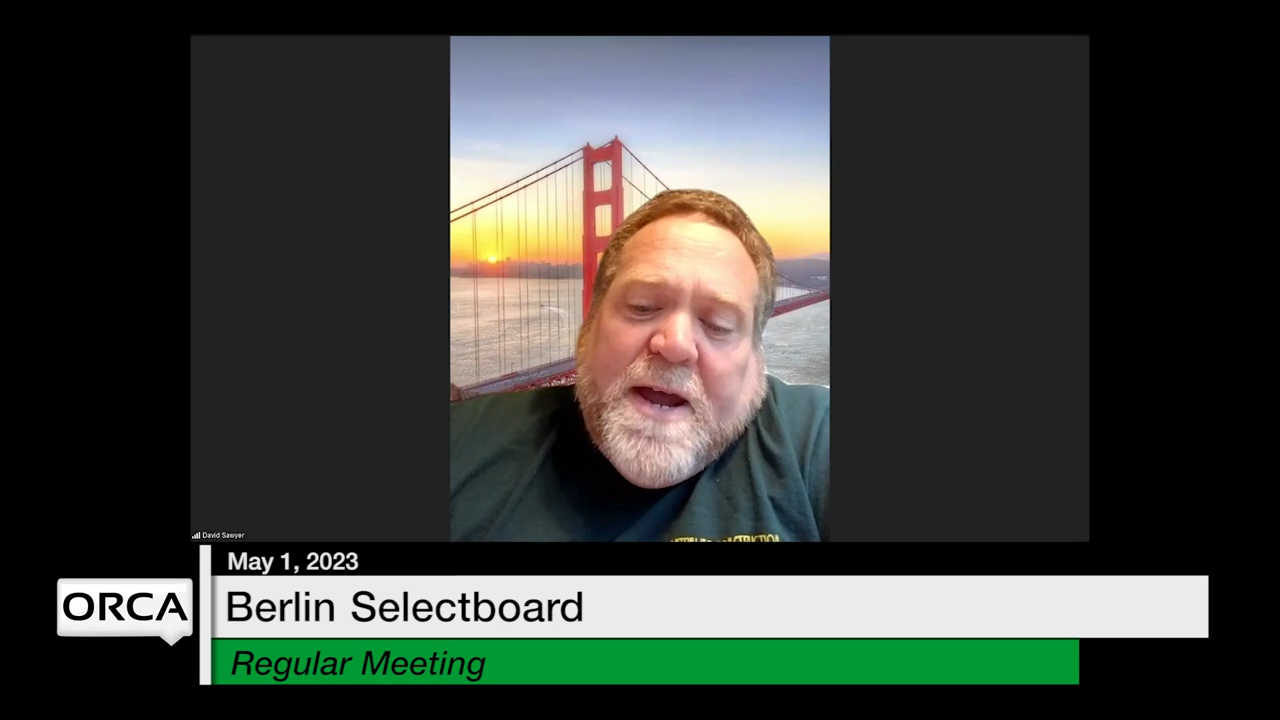 David Sawyer
May 1, 2023
ORCA
Berlin Selectboard
Regular Meeting